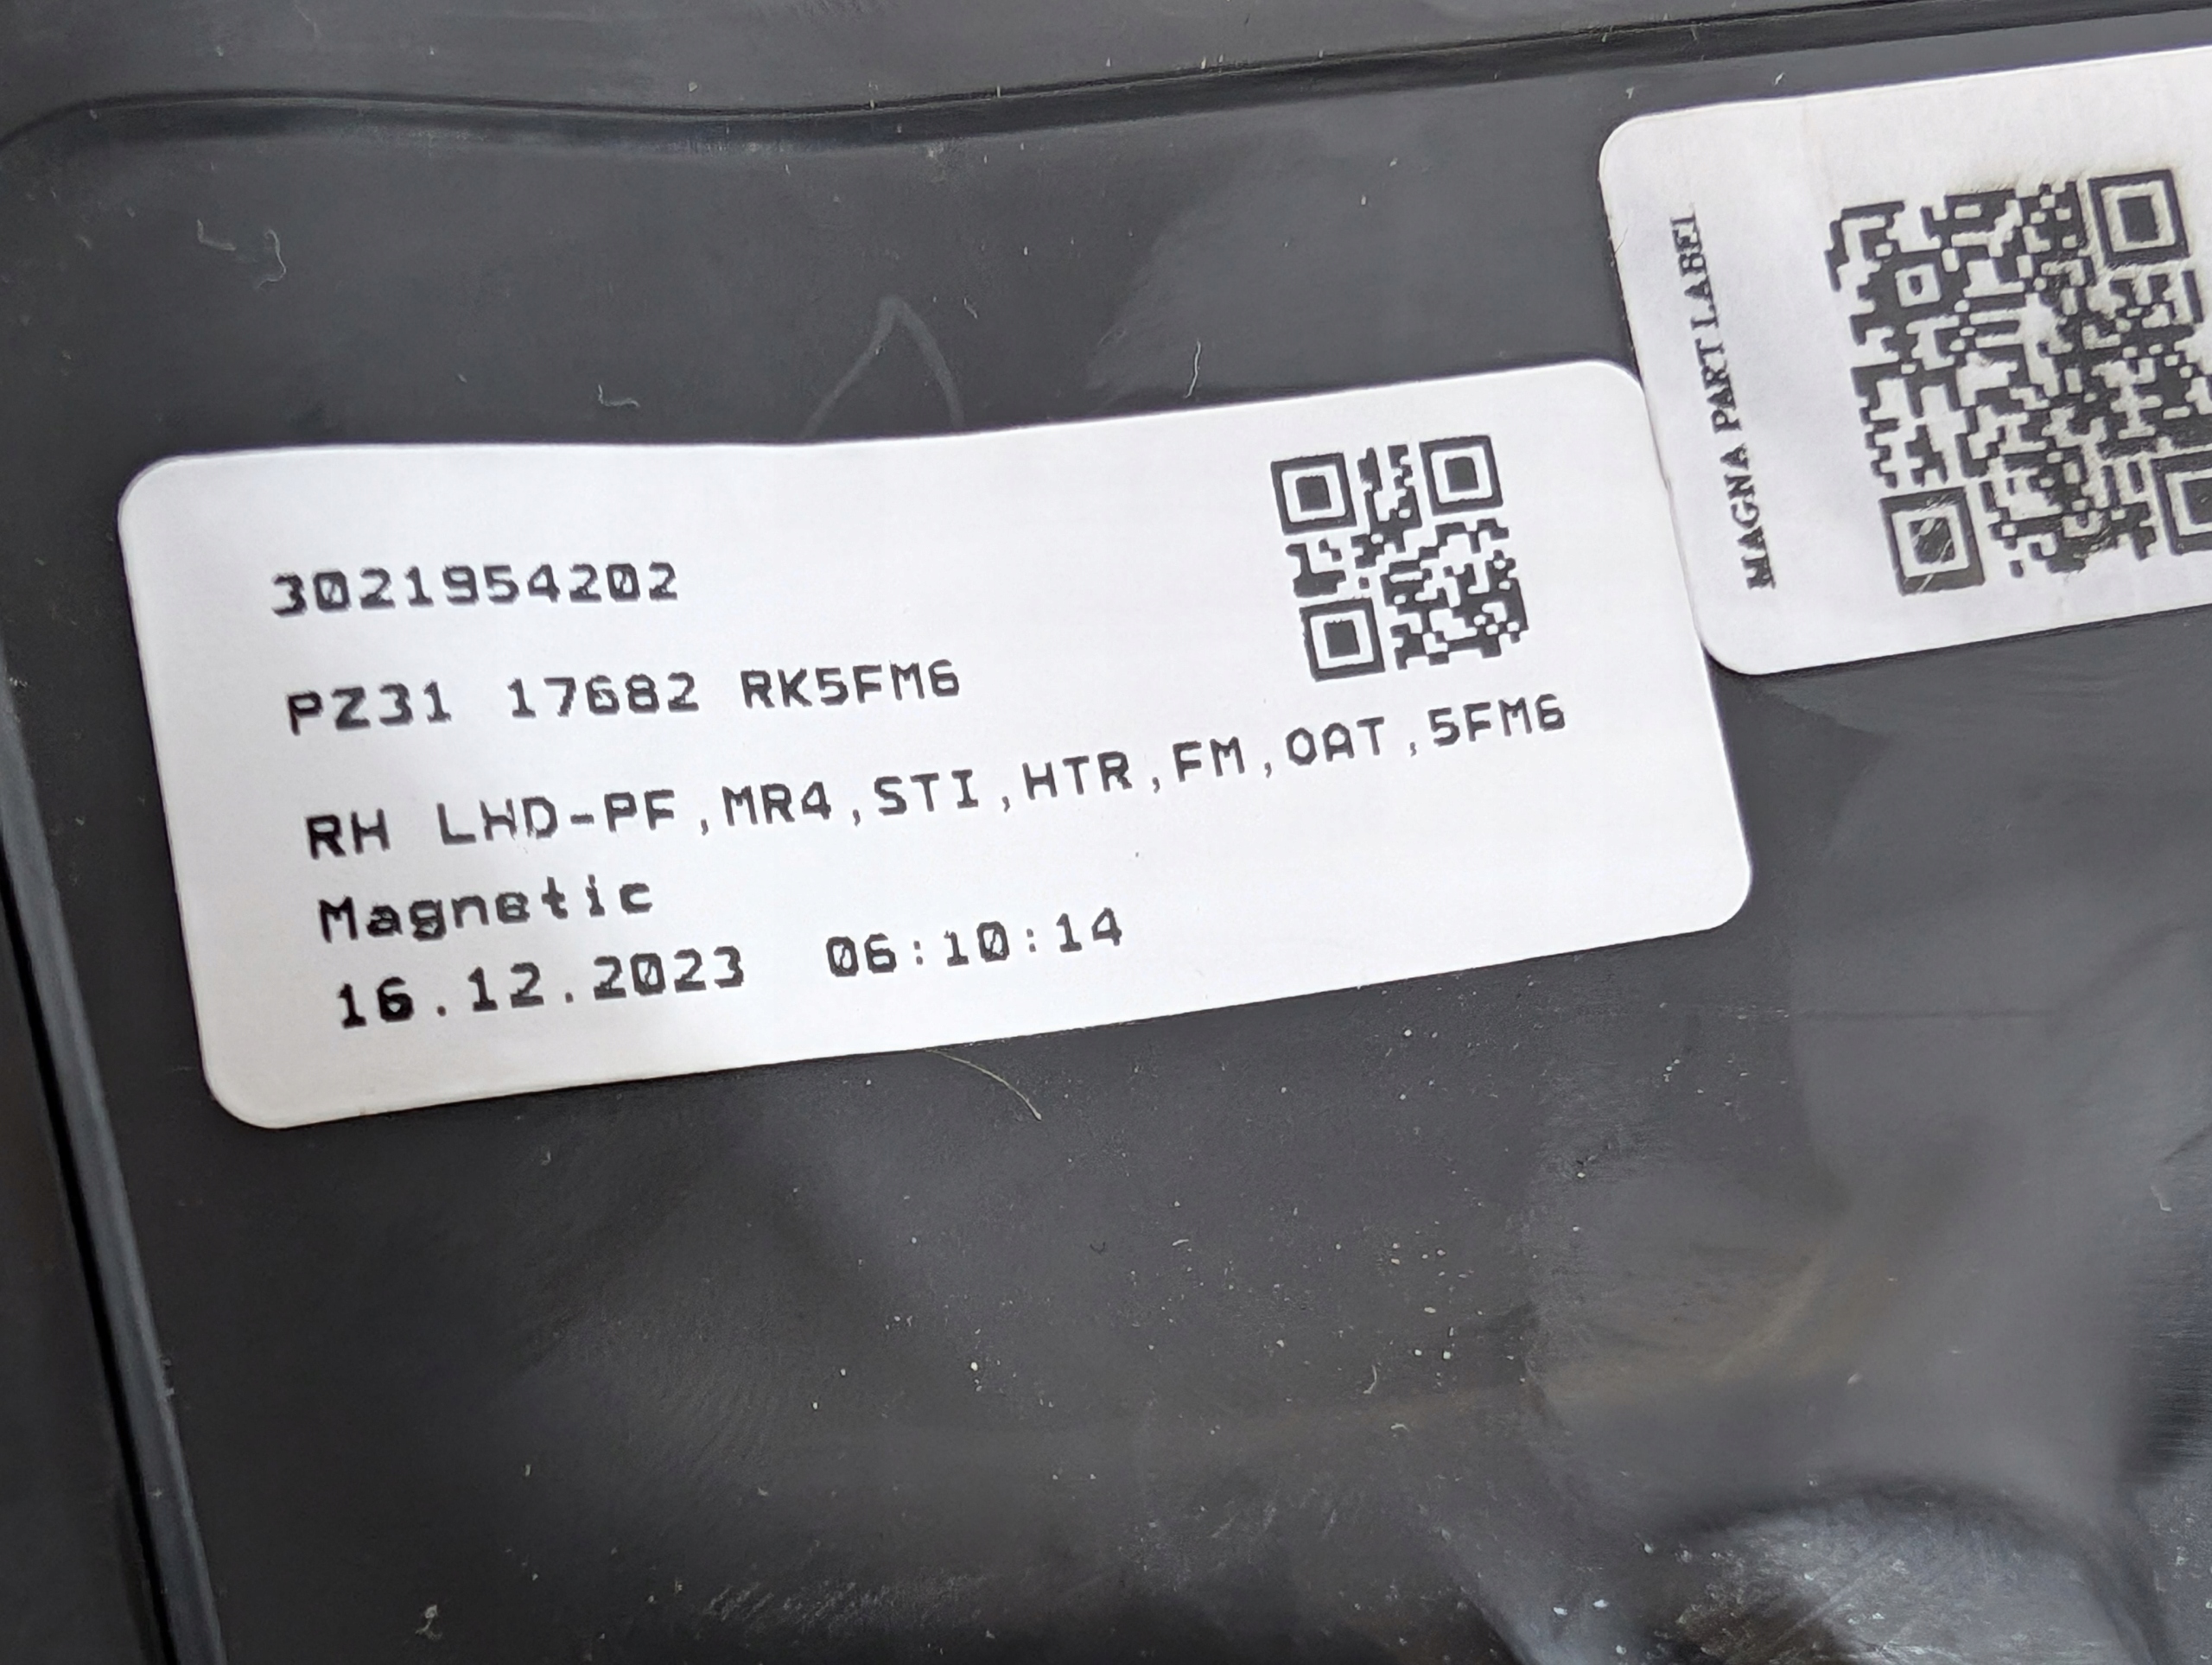 3021954202
PZ31 17682 RK5FM6
RH LHD-PF,MR4,STI,HTR,FM,OAT,5FM6
Magnetic
16.12.2023 06:10:14
MAGNA PART LABEL